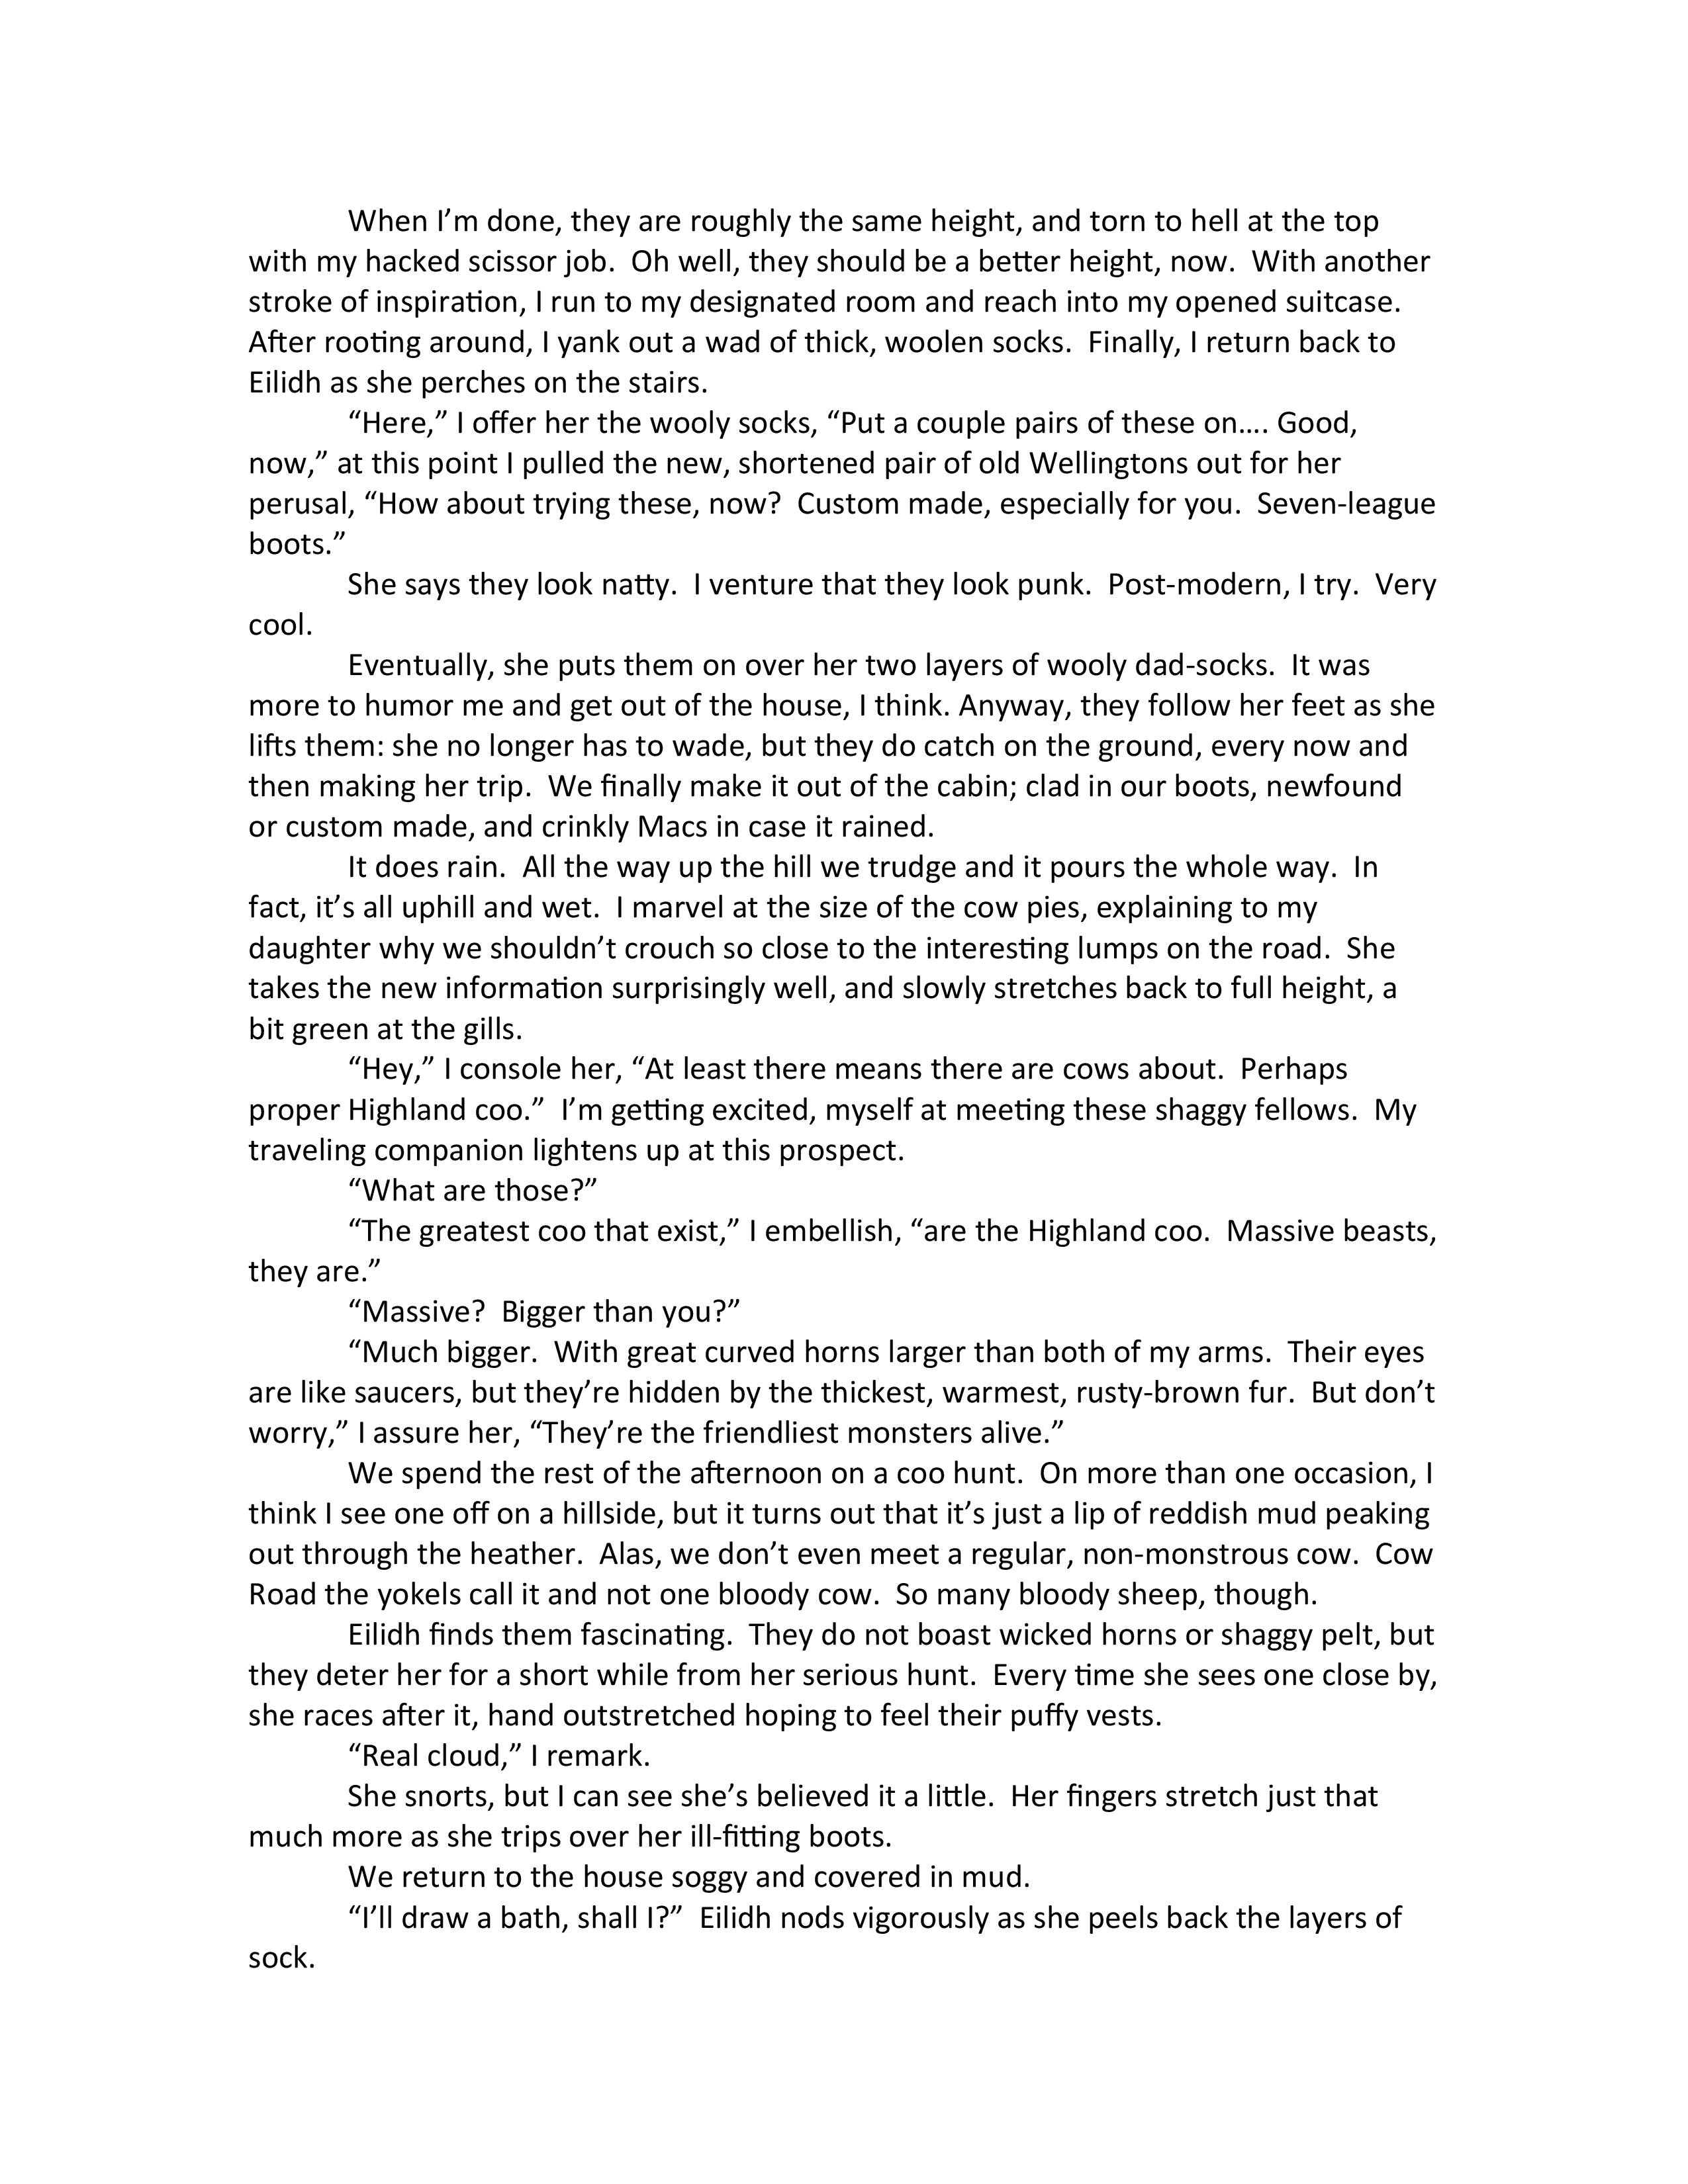 When I’m done, they are roughly the same height, and torn to hell at the top
with my hacked scissor job.  Oh well, they should be a better height, now.  With another
stroke of inspiration, I run to my designated room and reach into my opened suitcase.
After rooting around, I yank out a wad of thick, woolen socks.  Finally, I return back to
Eilidh as she perches on the stairs.
“Here,” I offer her the wooly socks, “Put a couple pairs of these on…. Good,
now,” at this point I pulled the new, shortened pair of old Wellingtons out for her
perusal, “How about trying these, now?  Custom made, especially for you.  Seven-league
boots.”
She says they look natty.  I venture that they look punk.  Post-modern, I try.  Very
cool.
Eventually, she puts them on over her two layers of wooly dad-socks.  It was
more to humor me and get out of the house, I think. Anyway, they follow her feet as she
lifts them: she no longer has to wade, but they do catch on the ground, every now and
then making her trip.  We finally make it out of the cabin; clad in our boots, newfound
or custom made, and crinkly Macs in case it rained.
It does rain.  All the way up the hill we trudge and it pours the whole way.  In
fact, it’s all uphill and wet.  I marvel at the size of the cow pies, explaining to my
daughter why we shouldn’t crouch so close to the interesting lumps on the road.  She
takes the new information surprisingly well, and slowly stretches back to full height, a
bit green at the gills.
“Hey,” I console her, “At least there means there are cows about.  Perhaps
proper Highland coo.”  I’m getting excited, myself at meeting these shaggy fellows.  My
traveling companion lightens up at this prospect.
“What are those?”
“The greatest coo that exist,” I embellish, “are the Highland coo.  Massive beasts,
they are.”
“Massive?  Bigger than you?”
“Much bigger.  With great curved horns larger than both of my arms.  Their eyes
are like saucers, but they’re hidden by the thickest, warmest, rusty-brown fur.  But don’t
worry,” I assure her, “They’re the friendliest monsters alive.”
We spend the rest of the afternoon on a coo hunt.  On more than one occasion, I
think I see one off on a hillside, but it turns out that it’s just a lip of reddish mud peaking
out through the heather.  Alas, we don’t even meet a regular, non-monstrous cow.  Cow
Road the yokels call it and not one bloody cow.  So many bloody sheep, though.
Eilidh finds them fascinating.  They do not boast wicked horns or shaggy pelt, but
they deter her for a short while from her serious hunt.  Every time she sees one close by,
she races after it, hand outstretched hoping to feel their puffy vests.
“Real cloud,” I remark.
She snorts, but I can see she’s believed it a little.  Her fingers stretch just that
much more as she trips over her ill-fitting boots.
We return to the house soggy and covered in mud.
“I’ll draw a bath, shall I?”  Eilidh nods vigorously as she peels back the layers of
sock.